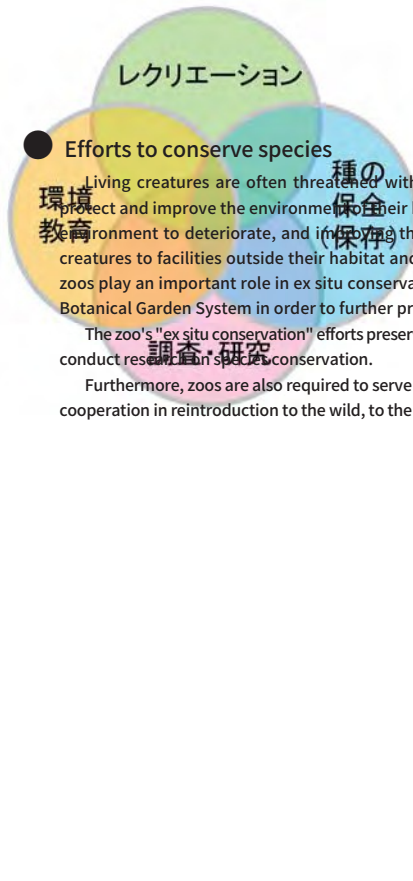 レクリエーション
Efforts to conserve species
種の
保全
(保存)
環境
教育
Living creatures are often threatened with
protect and improve the environment of their
environment to deteriorate, and improving th
creatures to facilities outside their habitat and
zoos play an important role in ex situ conserva
Botanical Garden System in order to further pr
The zoo's "ex situ conservation" efforts preser
調査・研究
conduct research on species conservation.
Furthermore, zoos are also required to serve
cooperation in reintroduction to the wild, to the